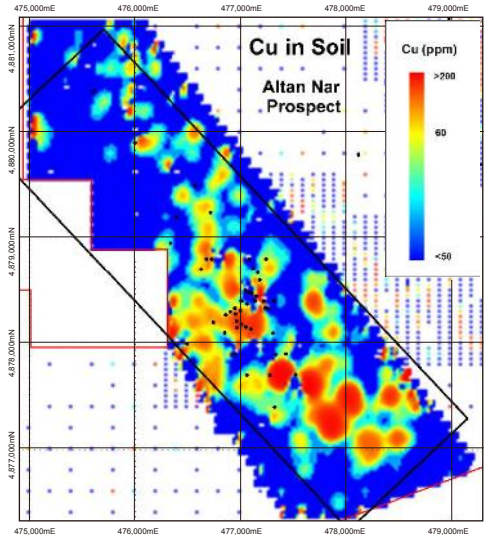 475,000mE 476,000mE 477,000mE 478,000mE 479,000mE
4,881,000mN
Cu in Soil
Altan Nar
Prospect
Cu (ppm)
>200
60
<50
4,880,000mN
4,879,000mN
4,878,000mN
4,877,000mN
475,000mE 476,000mE 477,000mE 478,000mE 479,000mE